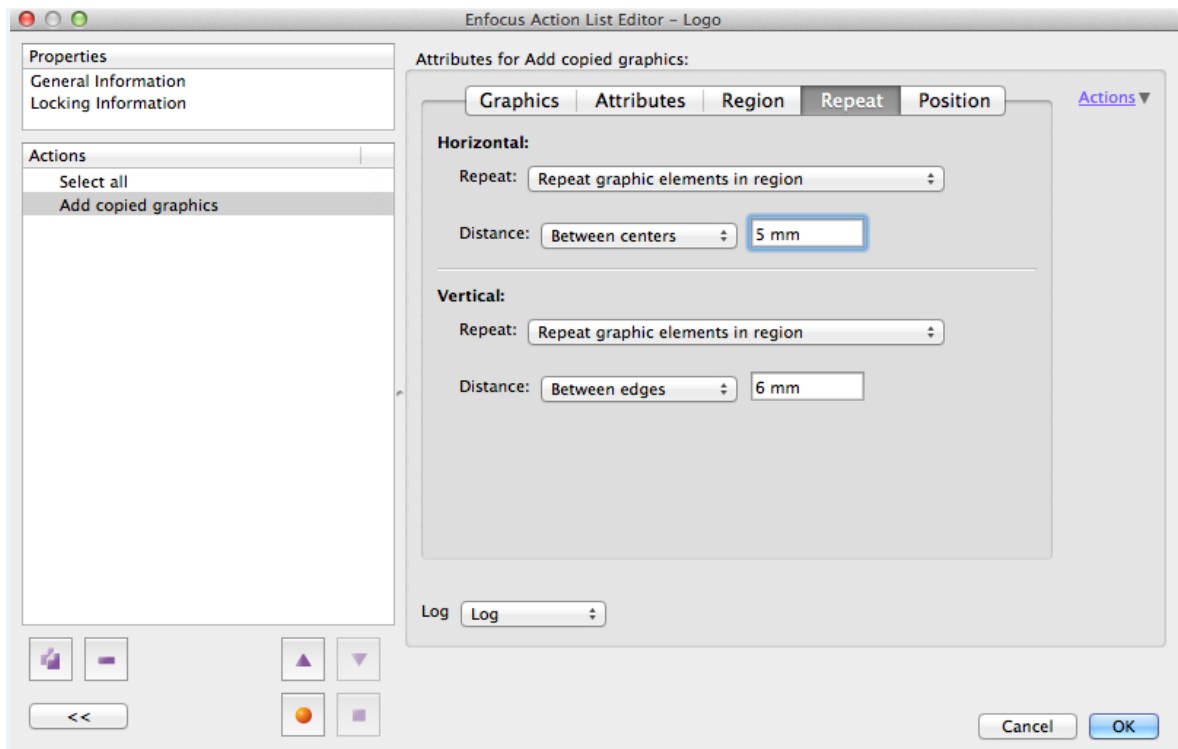 Enfocus Action List Editor – Logo
Properties
General Information
Locking Information
Actions
Select all
Add copied graphics
<<
Attributes for Add copied graphics:
Graphics Attributes Region Repeat Position
Actions▼
Horizontal:
Repeat: Repeat graphic elements in region
Distance: Between centers 5 mm
Vertical:
Repeat: Repeat graphic elements in region
Distance: Between edges 6 mm
Log Log
Cancel OK